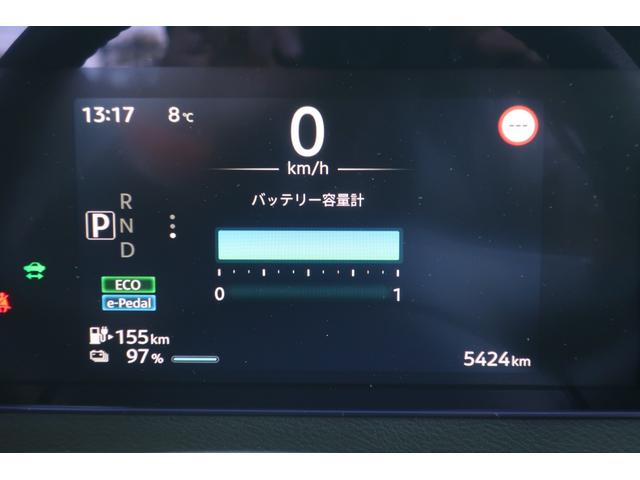 13:17 8℃
0
km/h
---
バッテリー容量計
R
P N
D
0 1
ECO
e-Pedal
155km
97%
5424km